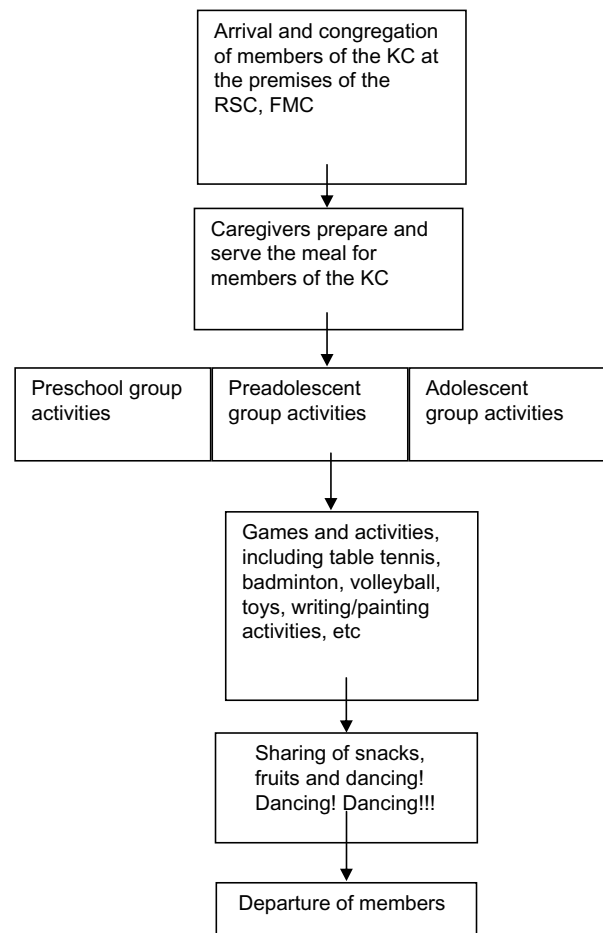 Arrival and congregation
of members of the KC at
the premises of the
RSC, FMC
Caregivers prepare and
serve the meal for
members of the KC
Preschool group
activities
Preadolescent
group activities
Adolescent
group activities
Games and activities,
including table tennis,
badminton, volleyball,
toys, writing/painting
activities, etc
Sharing of snacks,
fruits and dancing!
Dancing! Dancing!!!
Departure of members